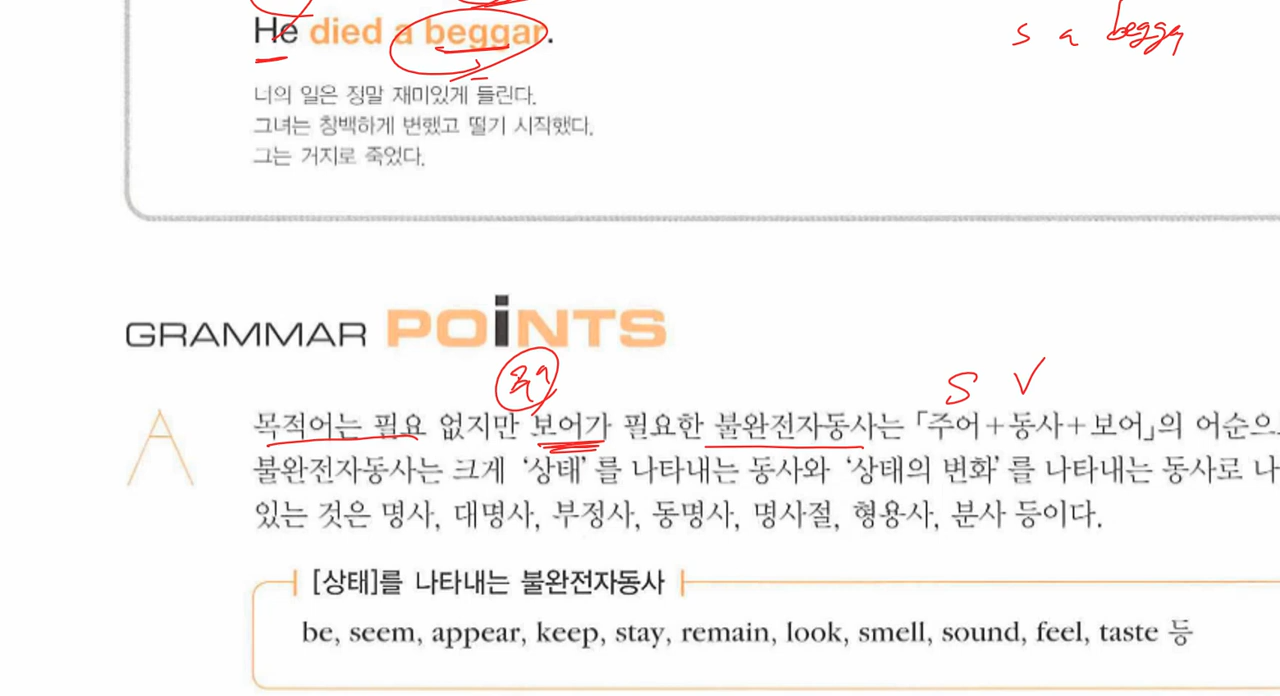 He died a beggar.
s a beggar
너의 일은 정말 재미있게 들린다.
그녀는 창백하게 변했고 떨기 시작했다.
그는 거지로 죽었다.
GRAMMAR POiNTS
S V
A
목적어는 필요 없지만 보어가 필요한 불완전자동사는 「주어+동사+보어」의 어순으
불완전자동사는 크게 ‘상태’를 나타내는 동사와 ‘상태의 변화’를 나타내는 동사로 나
있는 것은 명사, 대명사, 부정사, 동명사, 명사절, 형용사, 분사 등이다.
[상태]를 나타내는 불완전자동사
be, seem, appear, keep, stay, remain, look, smell, sound, feel, taste 등